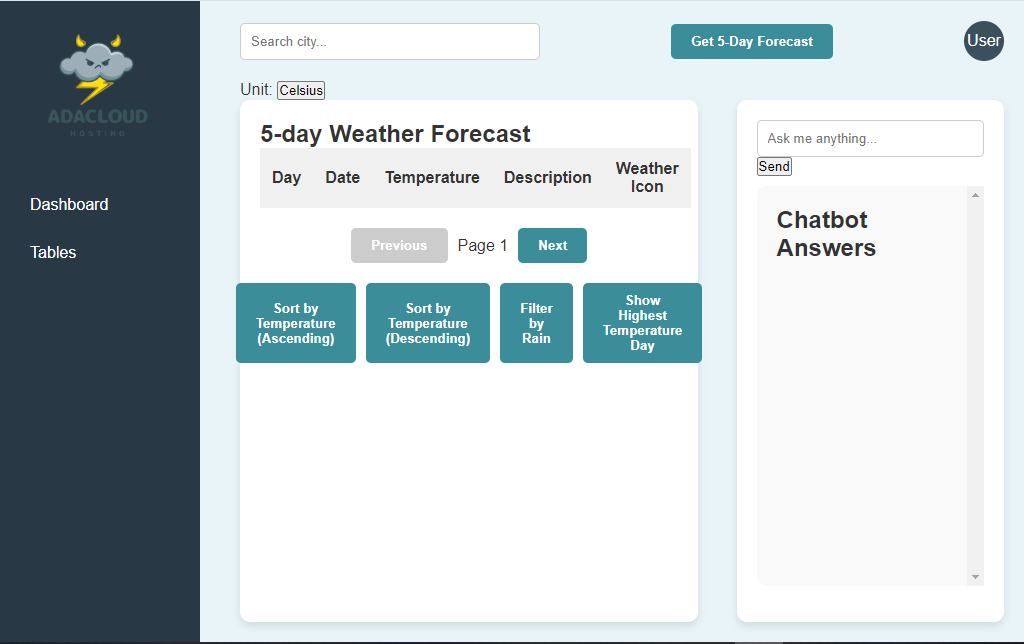 ADACLOUD
HOSTING
Dashboard
Tables
Search city...
Get 5-Day Forecast
User
Unit: Celsius
5-day Weather Forecast
Day Date Temperature Description Weather
Icon
Previous Page 1 Next
Sort by
Temperature
(Ascending)
Sort by
Temperature
(Descending)
Filter
by
Rain
Show
Highest
Temperature
Day
Ask me anything...
Send
Chatbot
Answers